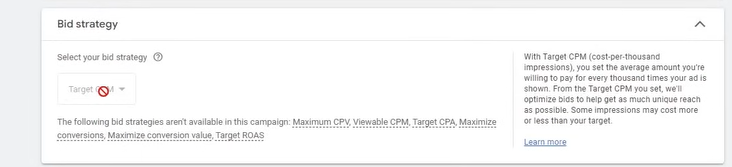 Bid strategy
Select your bid strategy
Target CPM
The following bid strategies aren't available in this campaign: Maximum CPV, Viewable CPM, Target CPA, Maximize
conversions, Maximize conversion value, Target ROAS
With Target CPM (cost-per-thousand
impressions), you set the average amount you're
willing to pay for every thousand times your ad is
shown. From the Target CPM you set, we'll
optimize bids to help get as much unique reach
as possible. Some impressions may cost more
or less than your target.
Learn more